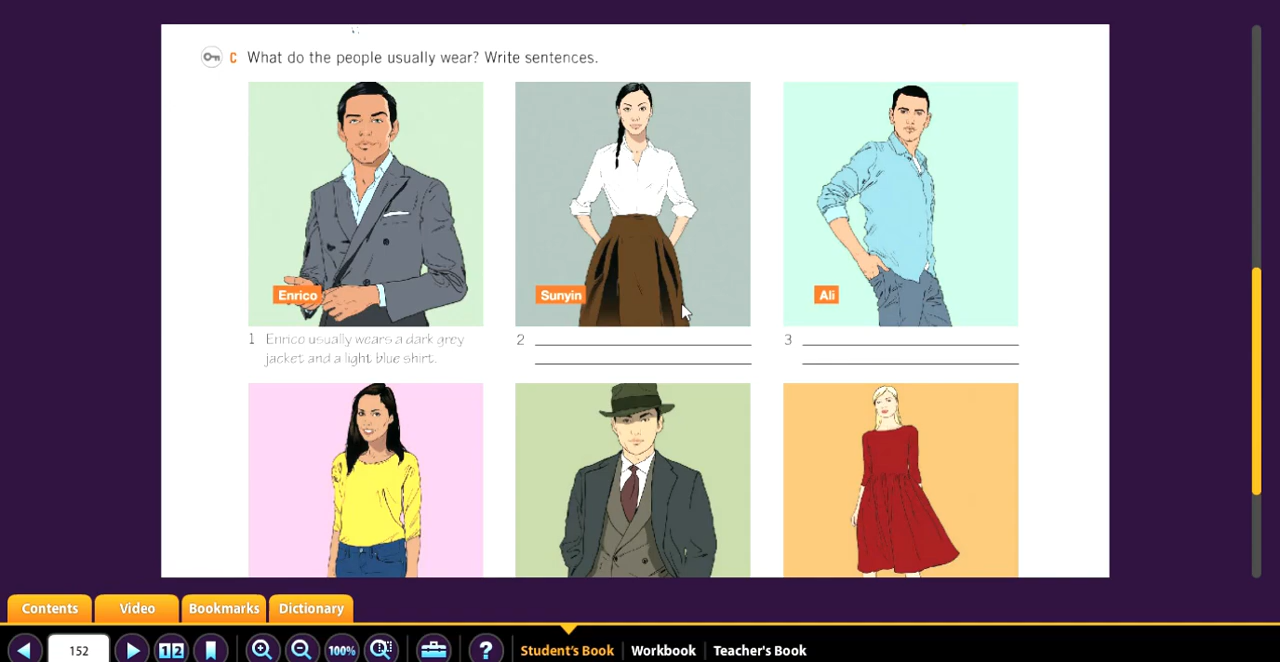 C What do the people usually wear? Write sentences.
Enrico
Sunyin
Ali
1 Enrico usually wears a dark grey
jacket and a light blue shirt.
2
3
Contents Video Bookmarks Dictionary
152 12 100% ? Student's Book Workbook Teacher's Book